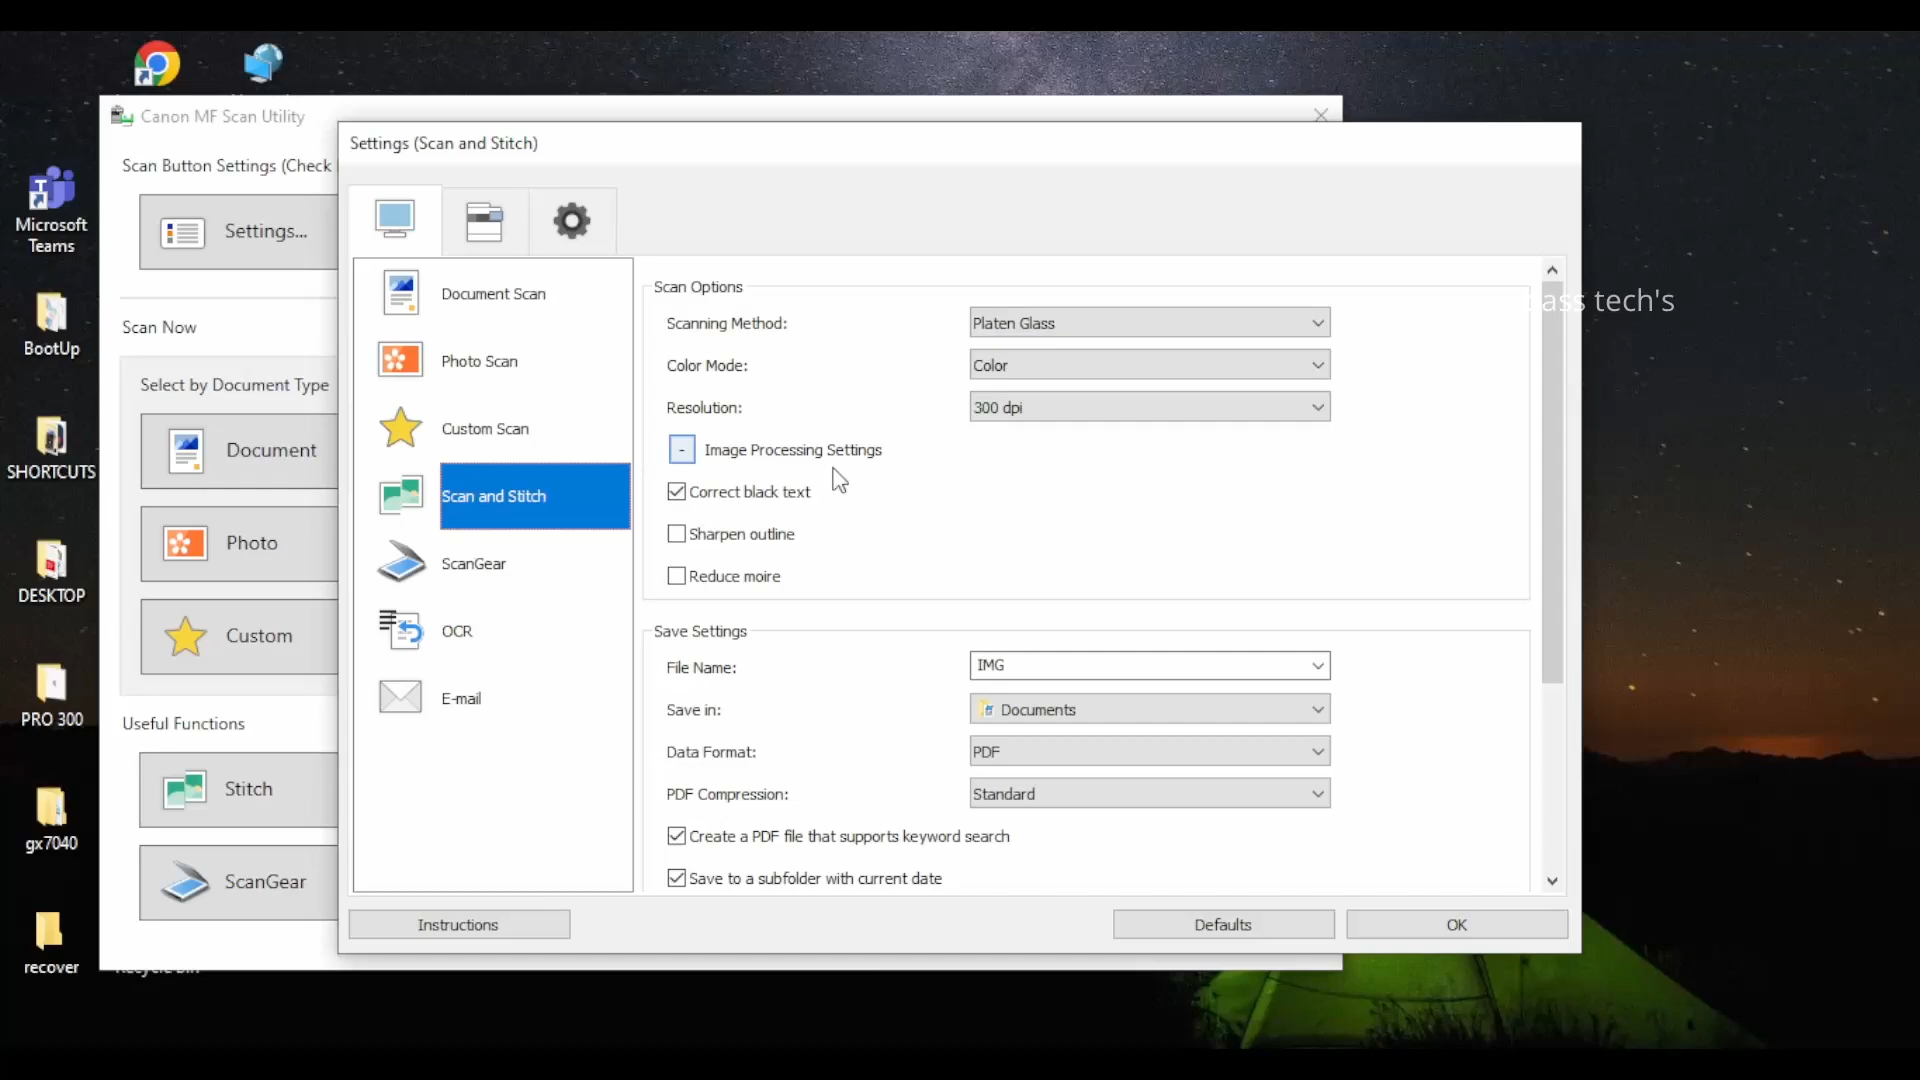 Canon MF Scan Utility
Settings (Scan and Stitch)
Scan Button Settings (Check
Settings...
Scan Now
Select by Document Type
Document
Photo
Custom
Useful Functions
Stitch
ScanGear
Document Scan
Photo Scan
Custom Scan
Scan and Stitch
ScanGear
OCR
E-mail
Scan Options
Scanning Method:
Platen Glass
Color Mode:
Color
Resolution:
300 dpi
- Image Processing Settings
Correct black text
Sharpen outline
Reduce moire
Save Settings
File Name:
IMG
Save in:
Documents
Data Format:
PDF
PDF Compression:
Standard
Create a PDF file that supports keyword search
Save to a subfolder with current date
Instructions
Defaults
OK
tech's
Microsoft
Teams
BootUp
SHORTCUTS
DESKTOP
PRO 300
gx7040
recover